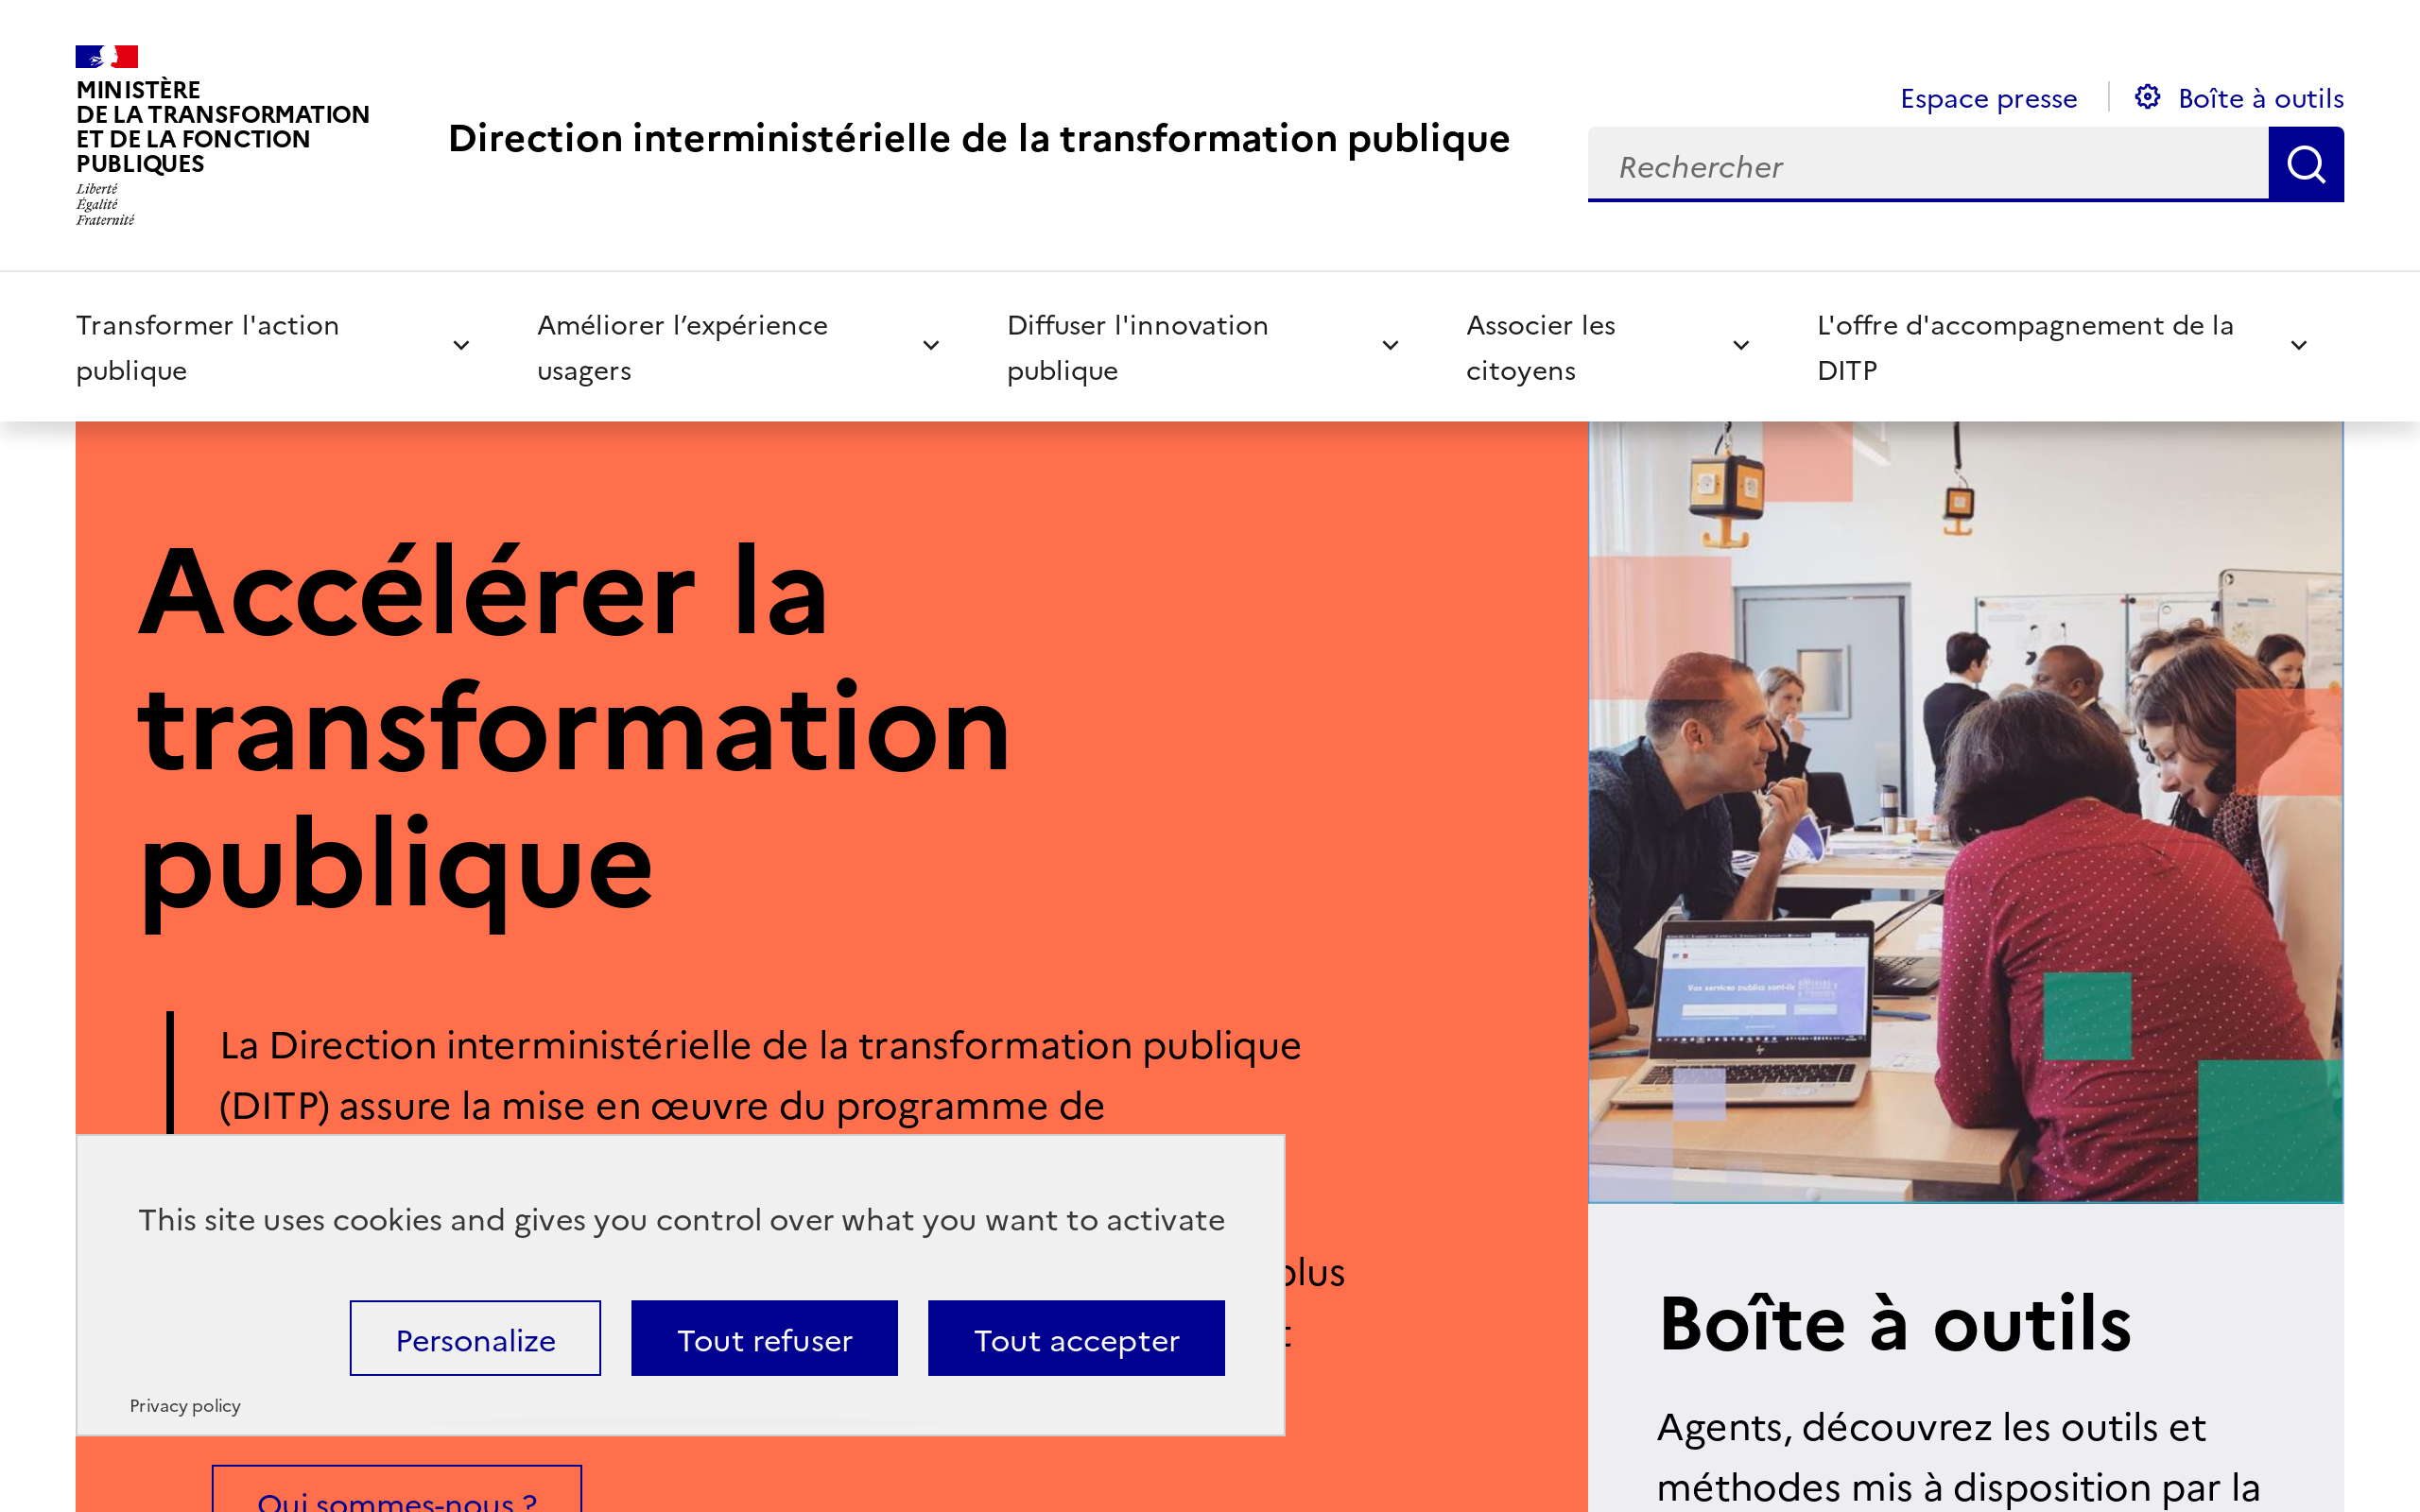 MINISTÈRE
DE LA TRANSFORMATION
ET DE LA FONCTION
PUBLIQUES
Liberté
Égalité
Fraternité
Direction interministérielle de la transformation publique
Espace presse
Boîte à outils
Rechercher
Transformer l'action
publique
Améliorer l’expérience
usagers
Diffuser l'innovation
publique
Associer les
citoyens
L'offre d'accompagnement de la
DITP
Accélérer la
transformation
publique
La Direction interministérielle de la transformation publique
(DITP) assure la mise en œuvre du programme de
plus
This site uses cookies and gives you control over what you want to activate
Personalize
Tout refuser
Tout accepter
Privacy policy
Qui sommes-nous ?
Vos services publics sont-ils
Boîte à outils
Agents, découvrez les outils et
méthodes mis à disposition par la